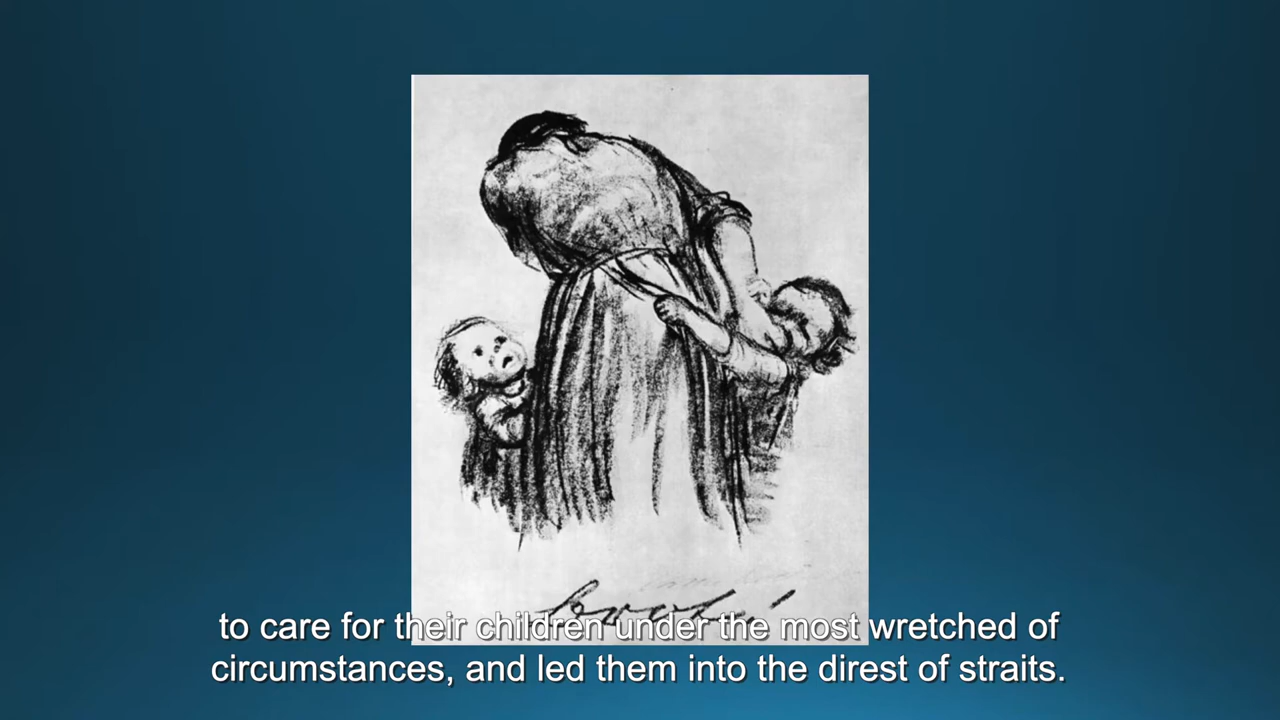 Brot!
to care for their children under the most wretched of
circumstances, and led them into the direst of straits.